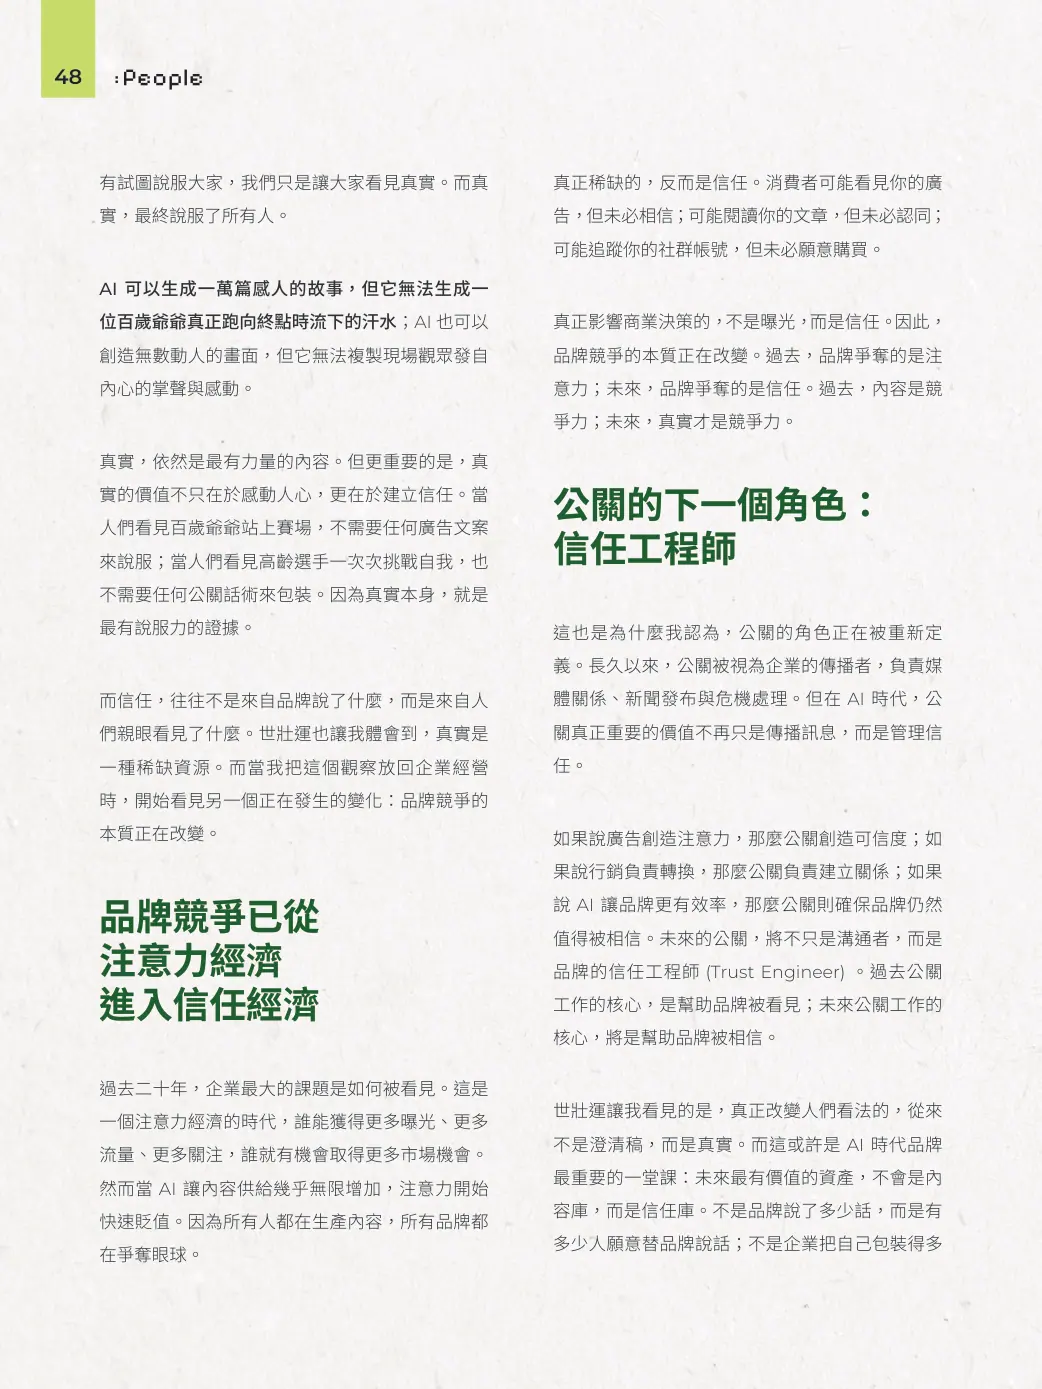 48
:People
有試圖說服大家，我們只是讓大家看見真實。而真
實，最終說服了所有人。
AI 可以生成一萬篇感人的故事，但它無法生成一
位百歲爺爺真正跑向終點時流下的汗水；AI 也可以
創造無數動人的畫面，但它無法複製現場觀眾發自
內心的掌聲與感動。
真實，依然是最有力量的內容。但更重要的是，真
實的價值不只在於感動人心，更在於建立信任。當
人們看見百歲爺爺站上賽場，不需要任何廣告文案
來說服；當人們看見高齡選手一次次挑戰自我，也
不需要任何公關話術來包裝。因為真實本身，就是
最有說服力的證據。
而信任，往往不是來自品牌說了什麼，而是來自人
們親眼看見了什麼。世壯運也讓我體會到，真實是
一種稀缺資源。而當我把這個觀察放回企業經營
時，開始看見另一個正在發生的變化：品牌競爭的
本質正在改變。
品牌競爭已從
注意力經濟
進入信任經濟
過去二十年，企業最大的課題是如何被看見。這是
一個注意力經濟的時代，誰能獲得更多曝光、更多
流量、更多關注，誰就有機會取得更多市場機會。
然而當 AI 讓內容供給幾乎無限增加，注意力開始
快速貶值。因為所有人都在生產內容，所有品牌都
在爭奪眼球。
真正稀缺的，反而是信任。消費者可能看見你的廣
告，但未必相信；可能閱讀你的文章，但未必認同；
可能追蹤你的社群帳號，但未必願意購買。
真正影響商業決策的，不是曝光，而是信任。因此，
品牌競爭的本質正在改變。過去，品牌爭奪的是注
意力；未來，品牌爭奪的是信任。過去，內容是競
爭力；未來，真實才是競爭力。
公關的下一個角色：
信任工程師
這也是為什麼我認為，公關的角色正在被重新定
義。長久以來，公關被視為企業的傳播者，負責媒
體關係、新聞發布與危機處理。但在 AI 時代，公
關真正重要的價值不再只是傳播訊息，而是管理信
任。
如果說廣告創造注意力，那麼公關創造可信度；如
果說行銷負責轉換，那麼公關負責建立關係；如果
說 AI 讓品牌更有效率，那麼公關則確保品牌仍然
值得被相信。未來的公關，將不只是溝通者，而是
品牌的信任工程師 (Trust Engineer) 。過去公關
工作的核心，是幫助品牌被看見；未來公關工作的
核心，將是幫助品牌被相信。
世壯運讓我看見的是，真正改變人們看法的，從來
不是澄清稿，而是真實。而這或許是 AI 時代品牌
最重要的一堂課：未來最有價值的資產，不會是內
容庫，而是信任庫。不是品牌說了多少話，而是有
多少人願意替品牌說話；不是企業把自己包裝得多